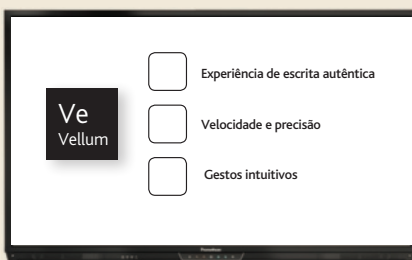 Ve
Vellum
Experiência de escrita autêntica
Velocidade e precisão
Gestos intuitivos